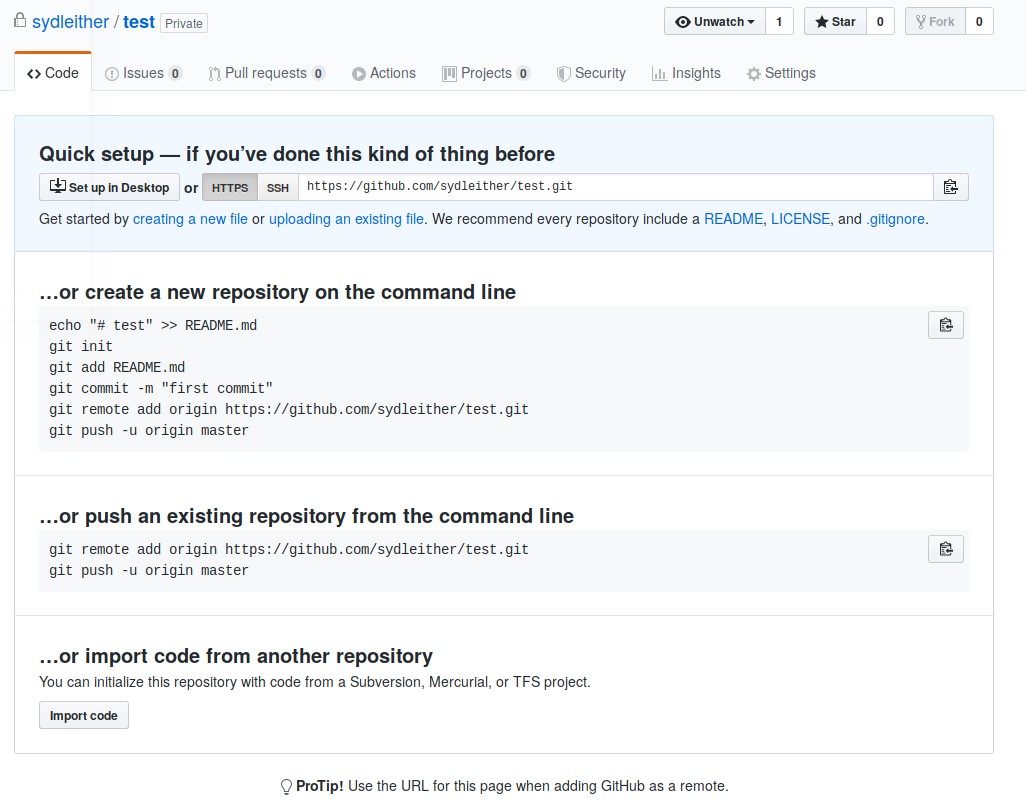 sydleither / test Private
Unwatch 1 Star 0 Fork 0
Code Issues 0 Pull requests 0 Actions Projects 0 Security Insights Settings
Quick setup — if you’ve done this kind of thing before
Set up in Desktop or HTTPS SSH https://github.com/sydleither/test.git
Get started by creating a new file or uploading an existing file. We recommend every repository include a README, LICENSE, and .gitignore.
…or create a new repository on the command line
echo "# test" >> README.md
git init
git add README.md
git commit -m "first commit"
git remote add origin https://github.com/sydleither/test.git
git push -u origin master
…or push an existing repository from the command line
git remote add origin https://github.com/sydleither/test.git
git push -u origin master
…or import code from another repository
You can initialize this repository with code from a Subversion, Mercurial, or TFS project.
Import code
ProTip! Use the URL for this page when adding GitHub as a remote.